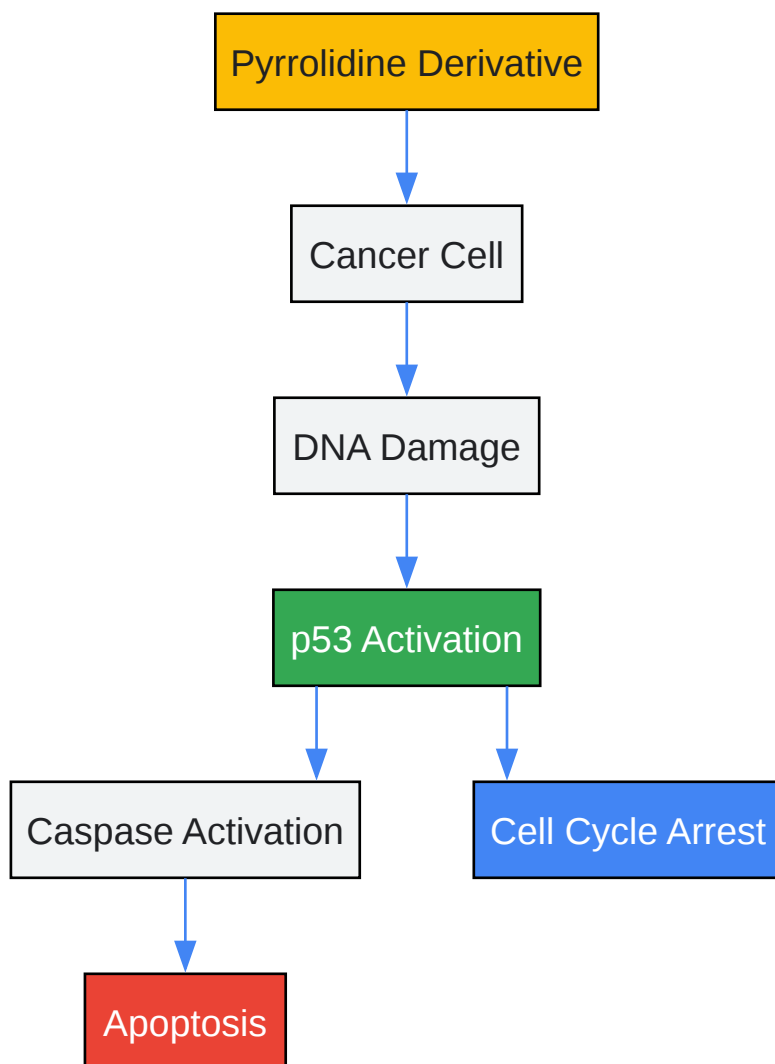 Pyrrolidine Derivative
Cancer Cell
DNA Damage
p53 Activation
Caspase Activation
Cell Cycle Arrest
Apoptosis